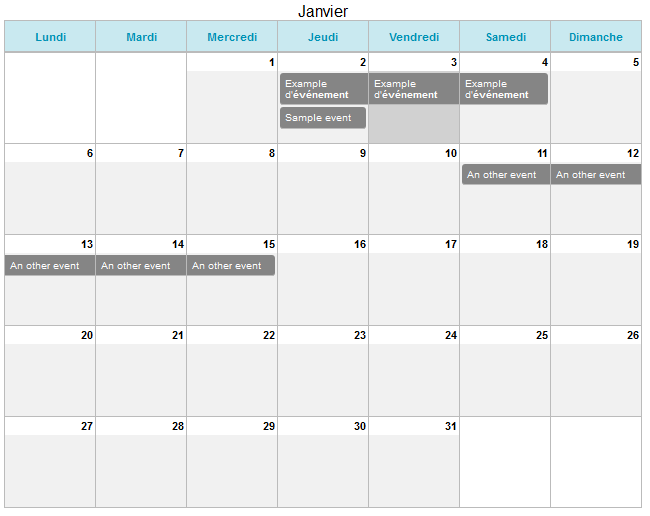 Janvier
Lundi Mardi Mercredi Jeudi Vendredi Samedi Dimanche
1 2 3 4 5
Example Example Example
d'événement d'événement d'événement
Sample event
6 7 8 9 10 11 12
An other event An other event
13 14 15 16 17 18 19
An other event An other event An other event
20 21 22 23 24 25 26
27 28 29 30 31